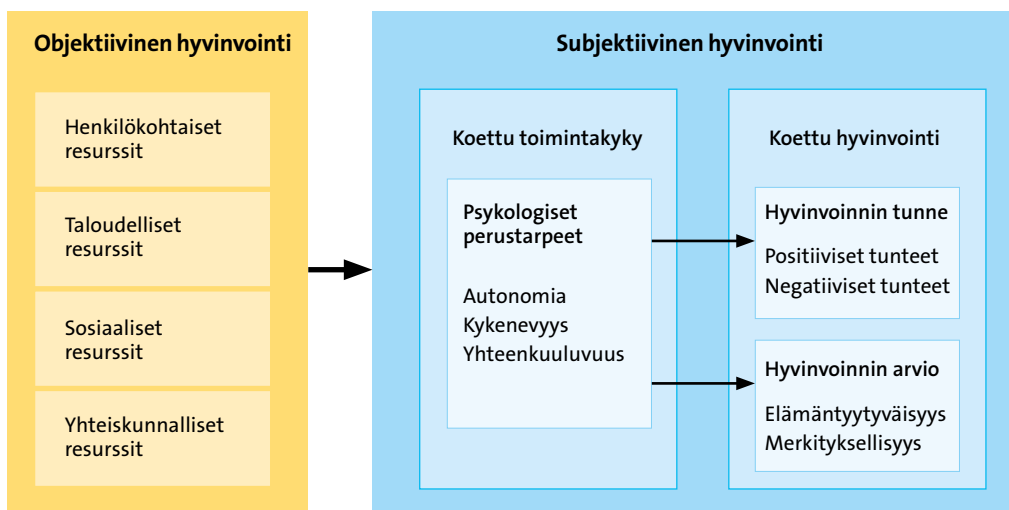 Objektiivinen hyvinvointi
Henkilökohtaiset
resurssit
Taloudelliset
resurssit
Sosiaaliset
resurssit
Yhteiskunnalliset
resurssit
Subjektiivinen hyvinvointi
Koettu toimintakyky
Psykologiset
perustarpeet
Autonomia
Kykenevyys
Yhteenkuuluvuus
Koettu hyvinvointi
Hyvinvoinnin tunne
Positiiviset tunteet
Negatiiviset tunteet
Hyvinvoinnin arvio
Elämäntyytyväisyys
Merkityksellisyys